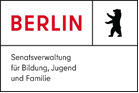 BERLIN
Senatsverwaltung
für Bildung, Jugend
und Familie